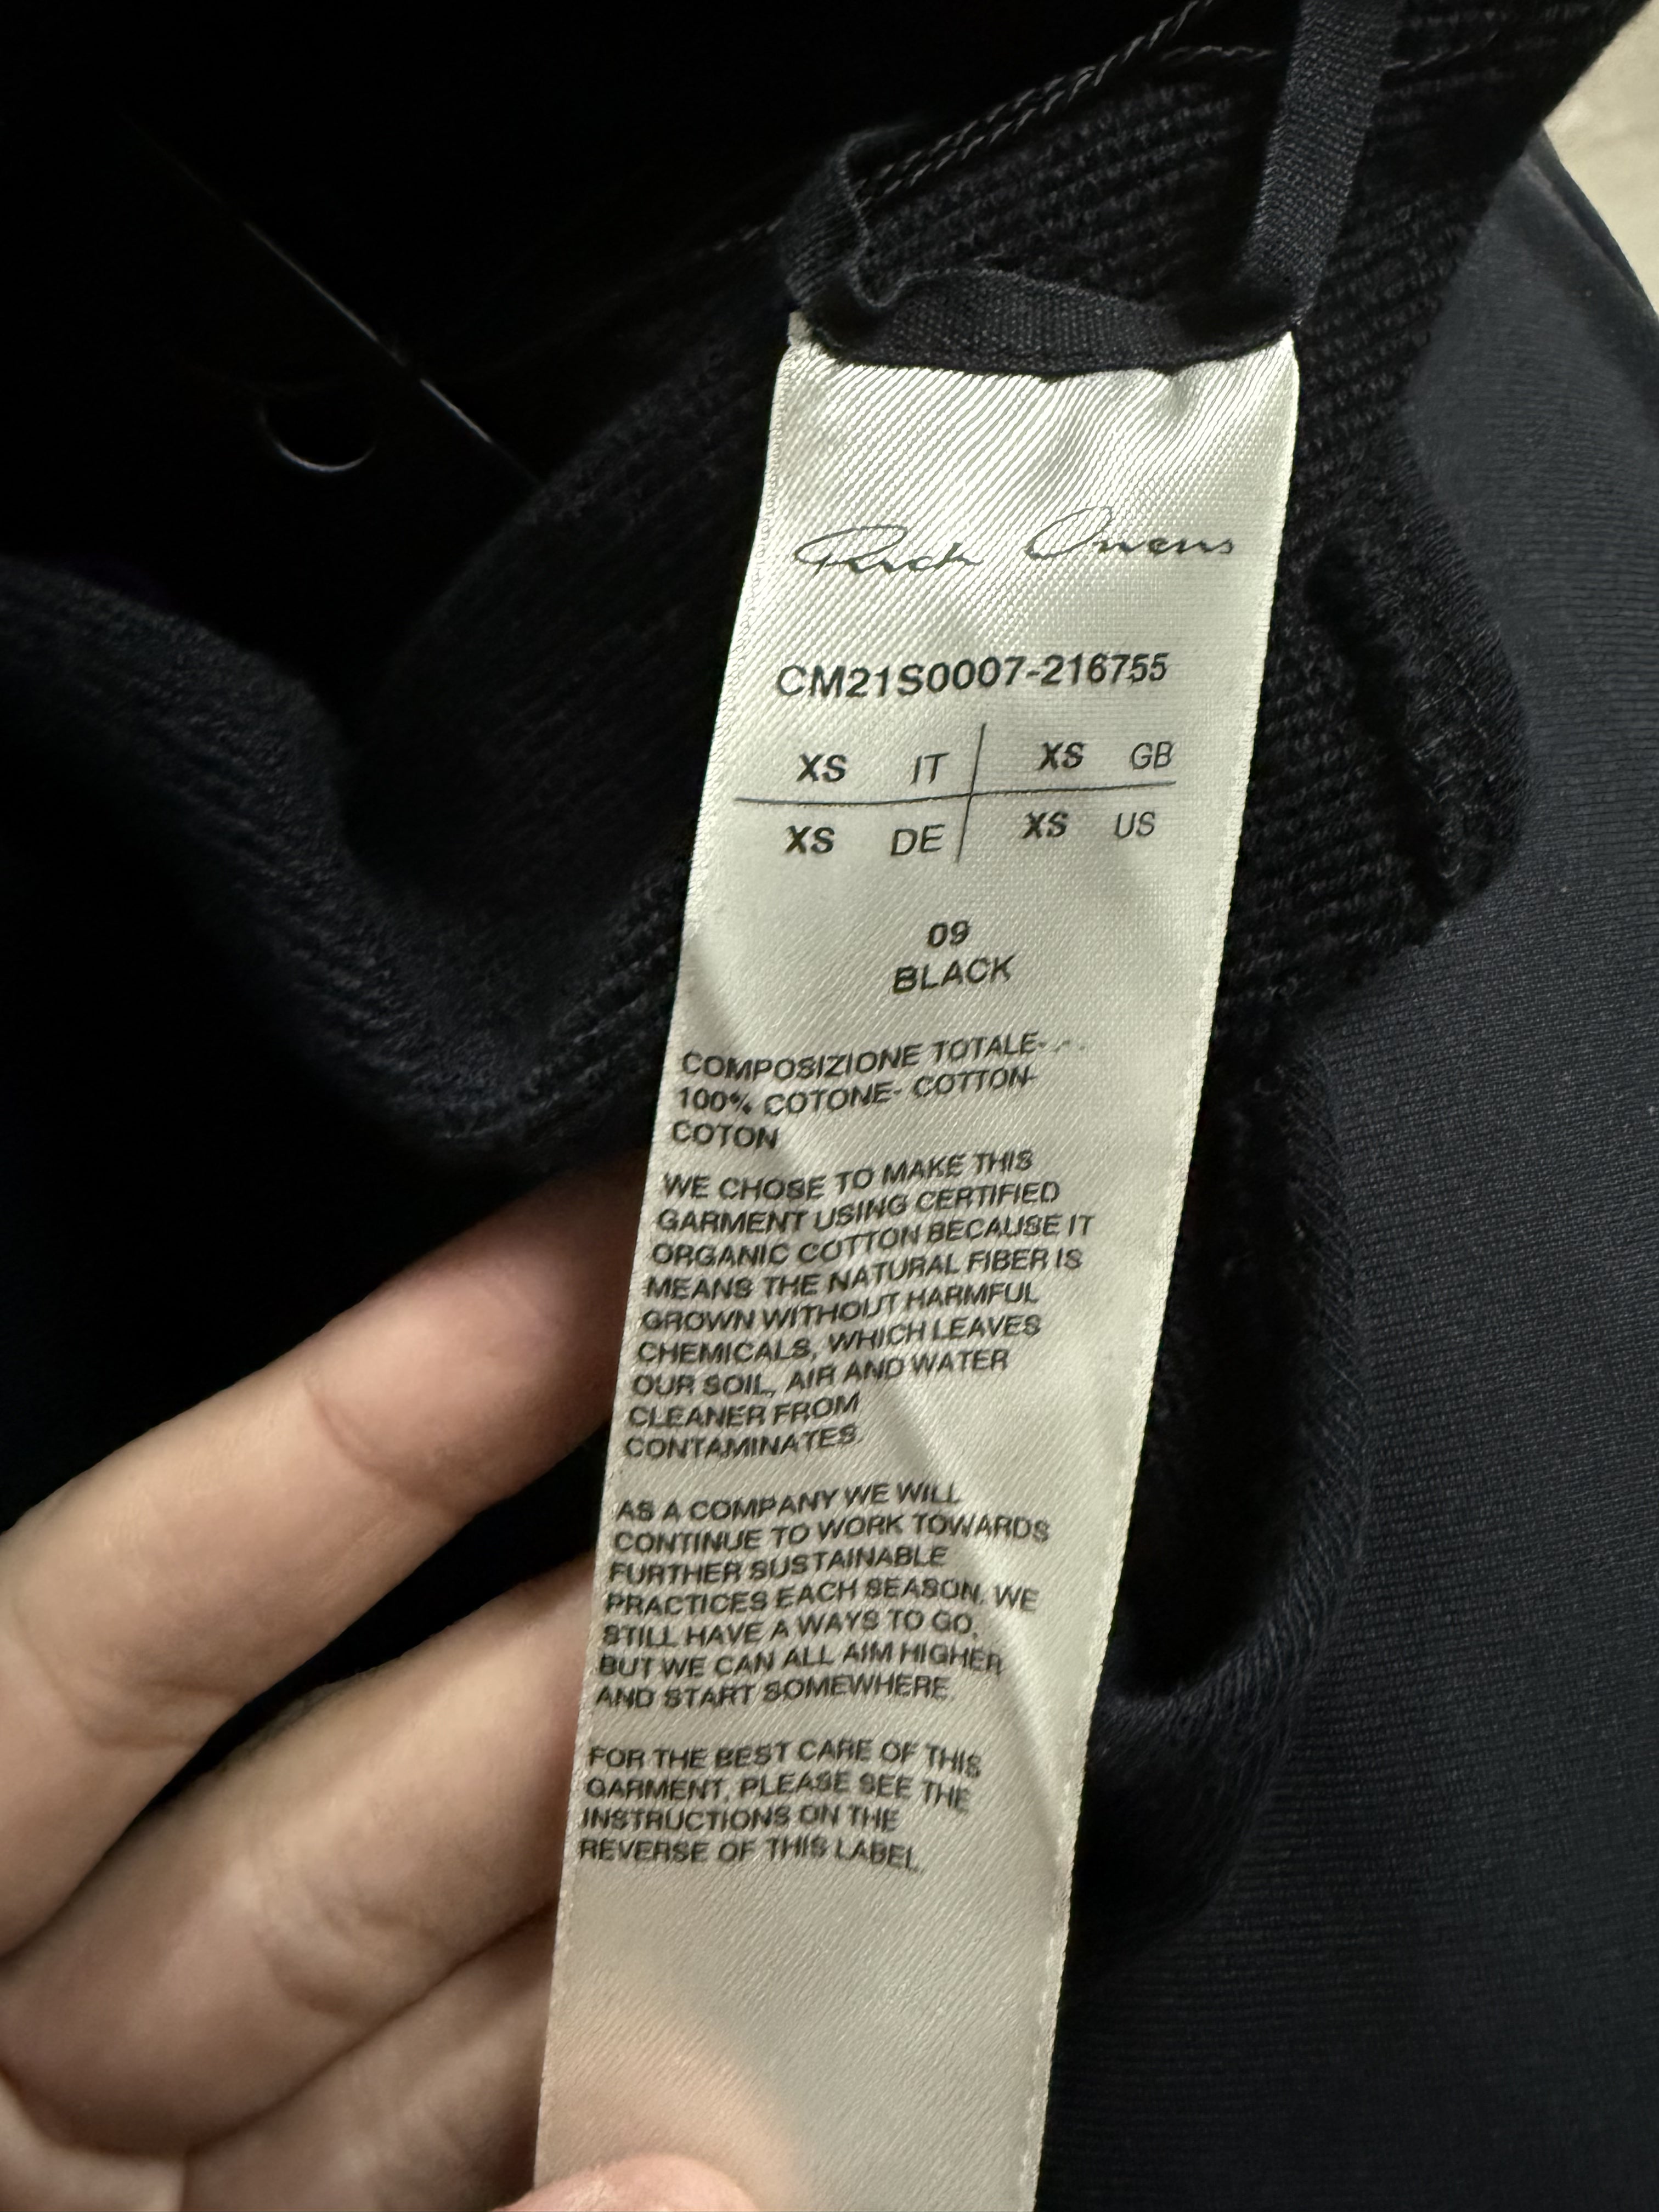 Rick Owens
CM21S0007-216755
XS IT XS GB
XS DE XS US
09
BLACK
COMPOSIZIONE TOTALE-
100% COTONE- COTTON-
COTON
WE CHOSE TO MAKE THIS
GARMENT USING CERTIFIED
ORGANIC COTTON BECAUSE IT
MEANS THE NATURAL FIBER IS
GROWN WITHOUT HARMFUL
CHEMICALS, WHICH LEAVES
OUR SOIL, AIR AND WATER
CLEANER FROM
CONTAMINATES.
AS A COMPANY WE WILL
CONTINUE TO WORK TOWARDS
FURTHER SUSTAINABLE
PRACTICES EACH SEASON. WE
STILL HAVE A WAYS TO GO,
BUT WE CAN ALL AIM HIGHER
AND START SOMEWHERE.
FOR THE BEST CARE OF THIS
GARMENT, PLEASE SEE THE
INSTRUCTIONS ON THE
REVERSE OF THIS LABEL.